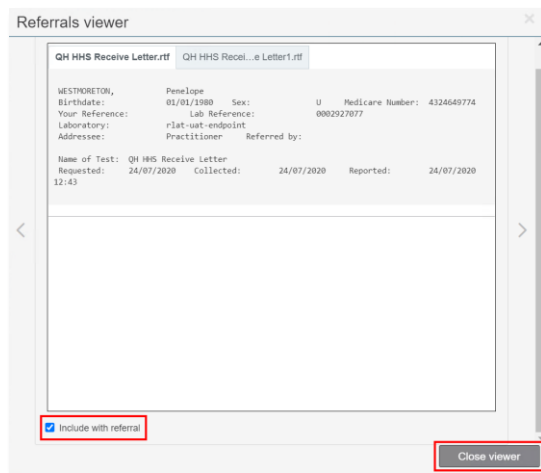 Referrals viewer
QH HHS Receive Letter.rtf QH HHS Recei...e Letter1.rtf
WESTMORETON, Penelope
Birthdate: 01/01/1980 Sex: U Medicare Number: 4324649774
Your Reference: Lab Reference: 0002927077
Laboratory: rlat-uat-endpoint
Addressee: Practitioner Referred by:
Name of Test: QH HHS Receive Letter
Requested: 24/07/2020 Collected: 24/07/2020 Reported: 24/07/2020
12:43
Include with referral
Close viewer